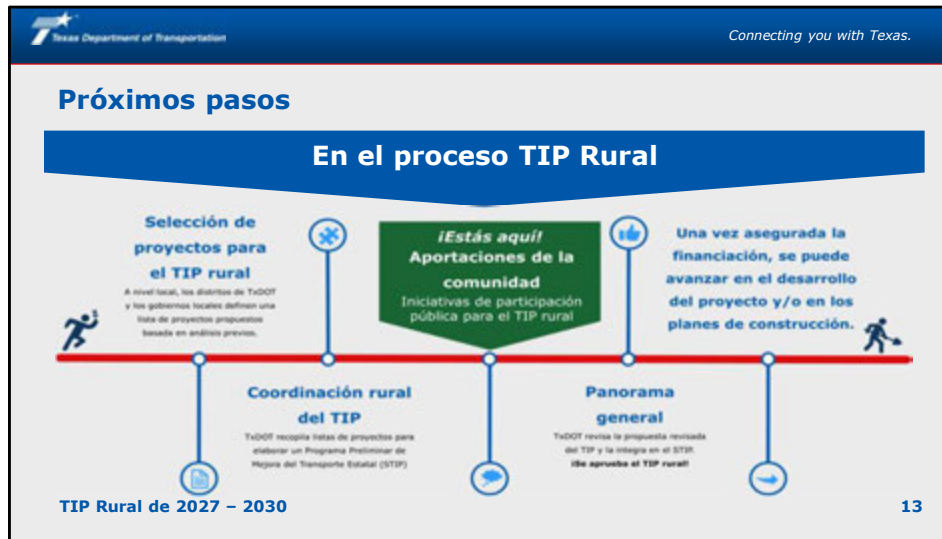 Texas Department of Transportation
Connecting you with Texas.
Próximos pasos
En el proceso TIP Rural
Selección de
proyectos para
el TIP rural
A nivel local, los distritos de TxDOT
y los gobiernos locales definen una
lista de proyectos propuestos
basada en análisis previos.
¡Estás aquí!
Aportaciones de la
comunidad
Iniciativas de participación
pública para el TIP rural
Una vez asegurada la
financiación, se puede
avanzar en el desarrollo
del proyecto y/o en los
planes de construcción.
Coordinación rural
del TIP
TxDOT recopila listas de proyectos para
elaborar un Programa Preliminar de
Mejora del Transporte Estatal (STIP)
Panorama
general
TxDOT revisa la propuesta revisada
del TIP y la integra en el STIP.
¡Se aprueba el TIP rural!
TIP Rural de 2027 – 2030
13